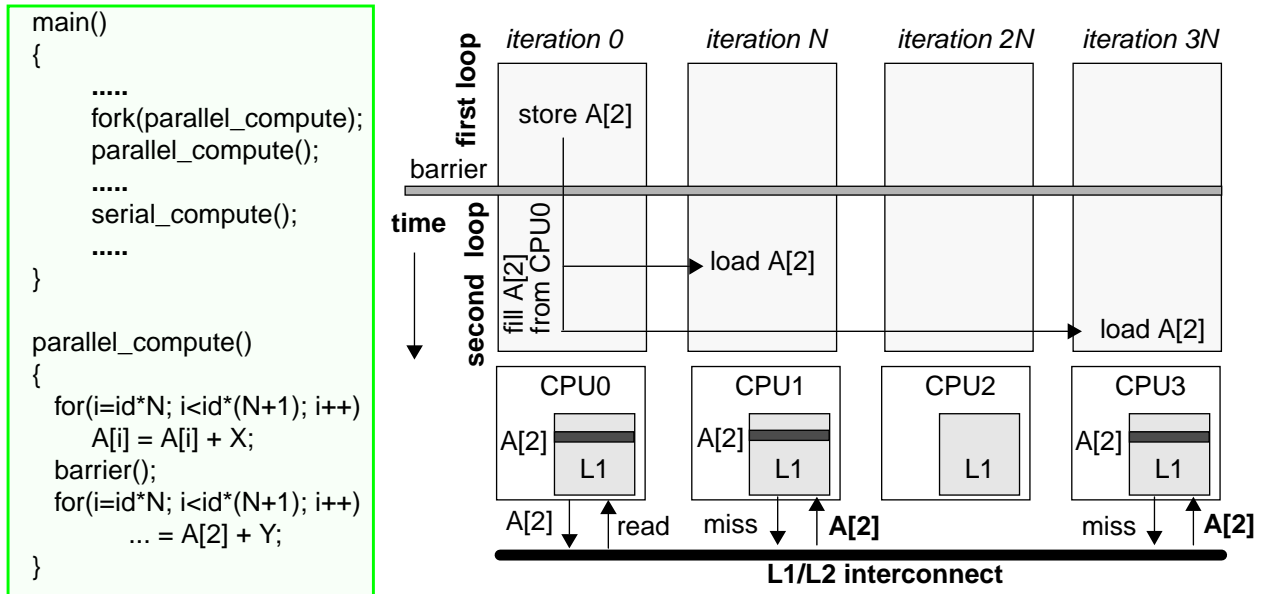 main()
{
.....
fork(parallel_compute);
parallel_compute();
.....
serial_compute();
.....
}
parallel_compute()
{
for(i=id*N; i<id*(N+1); i++)
A[i] = A[i] + X;
barrier();
for(i=id*N; i<id*(N+1); i++)
... = A[2] + Y;
}
iteration 0
iteration N
iteration 2N
iteration 3N
first loop
store A[2]
barrier
time
second loop
fill A[2]
from CPU0
load A[2]
load A[2]
CPU0
CPU1
CPU2
CPU3
A[2]
A[2]
A[2]
L1
L1
L1
L1
A[2]
read
miss
A[2]
miss
A[2]
L1/L2 interconnect